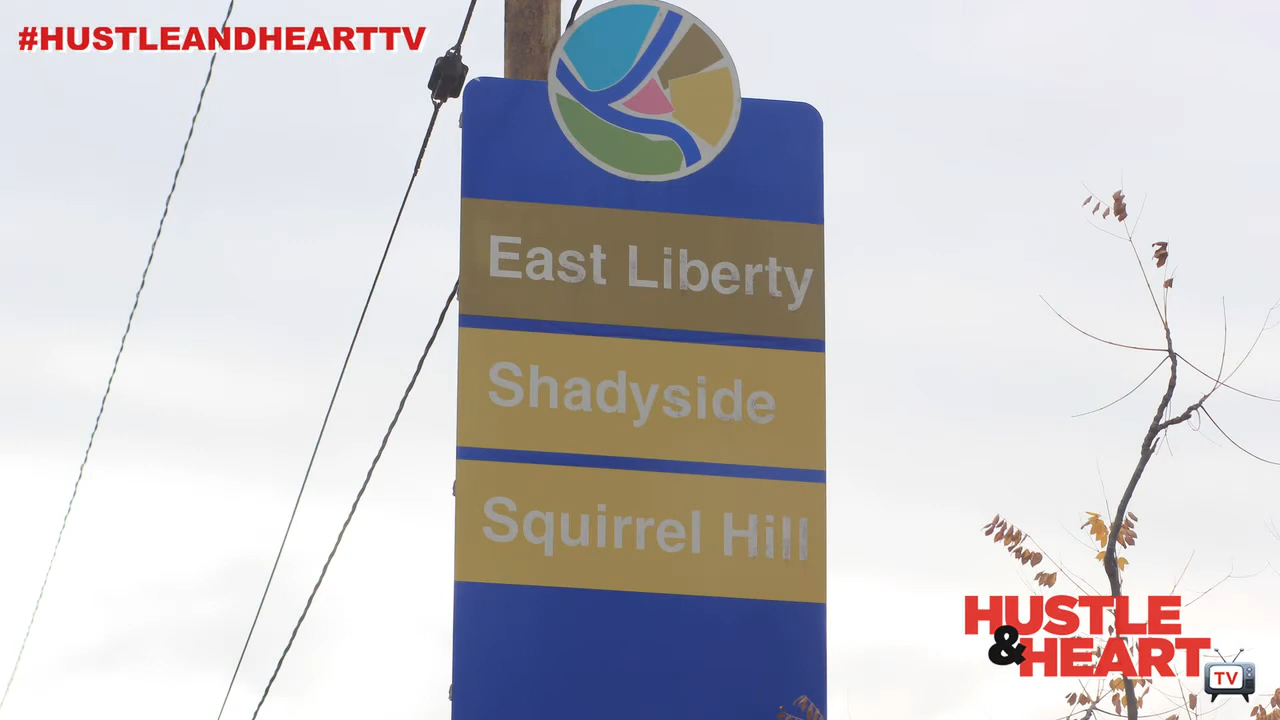 #HUSTLEANDHEARTTV
East Liberty
Shadyside
Squirrel Hill
HUSTLE
&HEART
TV